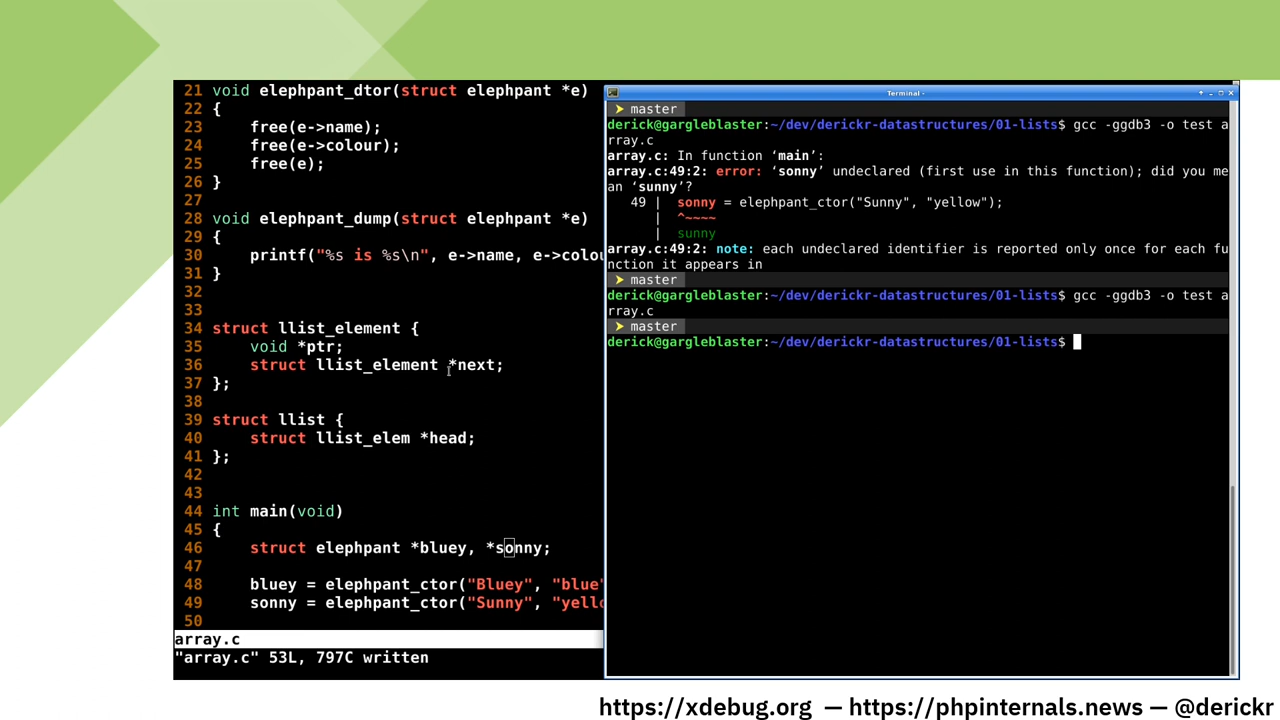 21 void elephpant_dtor(struct elephpant *e)
22 {
23     free(e->name);
24     free(e->colour);
25     free(e);
26 }
27
28 void elephpant_dump(struct elephpant *e)
29 {
30     printf("%s is %s\n", e->name, e->colou
31 }
32
33
34 struct llist_element {
35     void *ptr;
36     struct llist_element *next;
37 };
38
39 struct llist {
40     struct llist_elem *head;
41 };
42
43
44 int main(void)
45 {
46     struct elephpant *bluey, *sonny;
47
48     bluey = elephpant_ctor("Bluey", "blue"
49     sonny = elephpant_ctor("Sunny", "yello
50
array.c
"array.c" 53L, 797C written
Terminal -
➤ master
derick@gargleblaster:~/dev/derickr-datastructures/01-lists$ gcc -ggdb3 -o test a
rray.c
array.c: In function ‘main’:
array.c:49:2: error: ‘sonny’ undeclared (first use in this function); did you me
an ‘sunny’?
   49 |  sonny = elephpant_ctor("Sunny", "yellow");
      |  ^~~~~
      |  sunny
array.c:49:2: note: each undeclared identifier is reported only once for each fu
nction it appears in
➤ master
derick@gargleblaster:~/dev/derickr-datastructures/01-lists$ gcc -ggdb3 -o test a
rray.c
➤ master
derick@gargleblaster:~/dev/derickr-datastructures/01-lists$
https://xdebug.org — https://phpinternals.news — @derickr